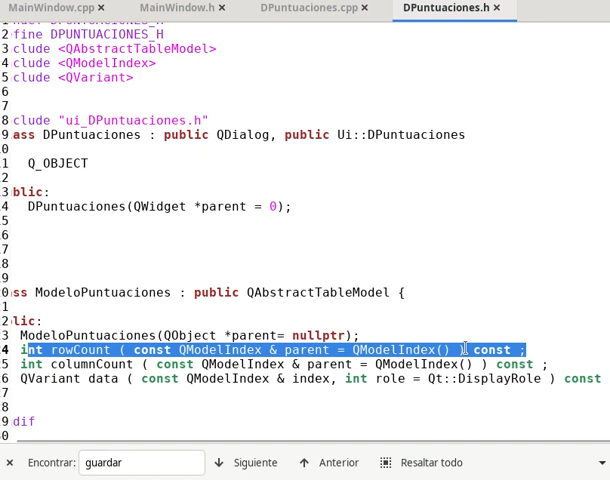 MainWindow.cpp × MainWindow.h × DPuntuaciones.cpp × DPuntuaciones.h ×
2 fine DPUNTUACIONES_H
3 clude <QAbstractTableModel>
4 clude <QModelIndex>
5 clude <QVariant>
6
7
8 clude "ui_DPuntuaciones.h"
9 ass DPuntuaciones : public QDialog, public Ui::DPuntuaciones
0
1 Q_OBJECT
2
3 blic:
4 DPuntuaciones(QWidget *parent = 0);
5
6
7
8
9
0 ss ModeloPuntuaciones : public QAbstractTableModel {
1
2 lic:
3 ModeloPuntuaciones(QObject *parent= nullptr);
4 int rowCount ( const QModelIndex & parent = QModelIndex() ) const ;
5 int columnCount ( const QModelIndex & parent = QModelIndex() ) const ;
6 QVariant data ( const QModelIndex & index, int role = Qt::DisplayRole ) const
7
8
9 dif
0
× Encontrar: guardar Siguiente Anterior Resaltar todo